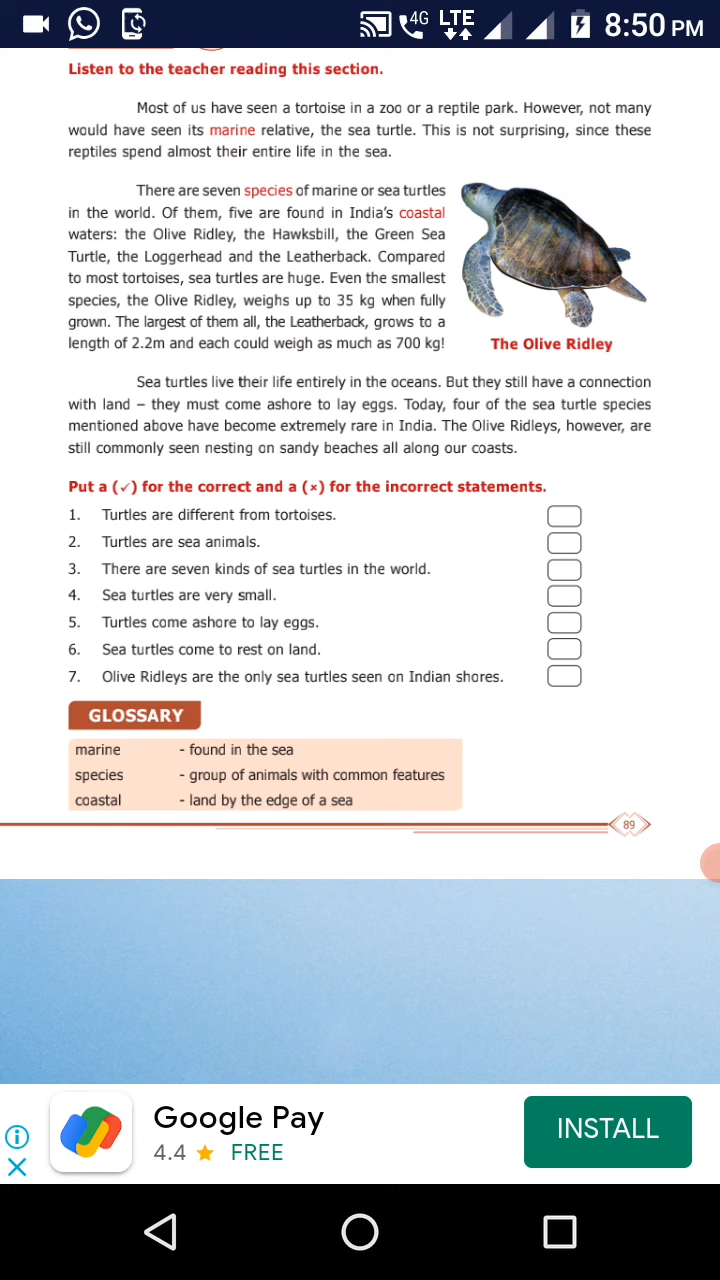 4G LTE 8:50 PM
Listen to the teacher reading this section.
Most of us have seen a tortoise in a zoo or a reptile park. However, not many
would have seen its marine relative, the sea turtle. This is not surprising, since these
reptiles spend almost their entire life in the sea.
There are seven species of marine or sea turtles
in the world. Of them, five are found in India's coastal
waters: the Olive Ridley, the Hawksbill, the Green Sea
Turtle, the Loggerhead and the Leatherback. Compared
to most tortoises, sea turtles are huge. Even the smallest
species, the Olive Ridley, weighs up to 35 kg when fully
grown. The largest of them all, the Leatherback, grows to a
length of 2.2m and each could weigh as much as 700 kg!
The Olive Ridley
Sea turtles live their life entirely in the oceans. But they still have a connection
with land – they must come ashore to lay eggs. Today, four of the sea turtle species
mentioned above have become extremely rare in India. The Olive Ridleys, however, are
still commonly seen nesting on sandy beaches all along our coasts.
Put a (✓) for the correct and a (×) for the incorrect statements.
1. Turtles are different from tortoises.
2. Turtles are sea animals.
3. There are seven kinds of sea turtles in the world.
4. Sea turtles are very small.
5. Turtles come ashore to lay eggs.
6. Sea turtles come to rest on land.
7. Olive Ridleys are the only sea turtles seen on Indian shores.
GLOSSARY
marine - found in the sea
species - group of animals with common features
coastal - land by the edge of a sea
89
Google Pay
4.4 ★ FREE
INSTALL